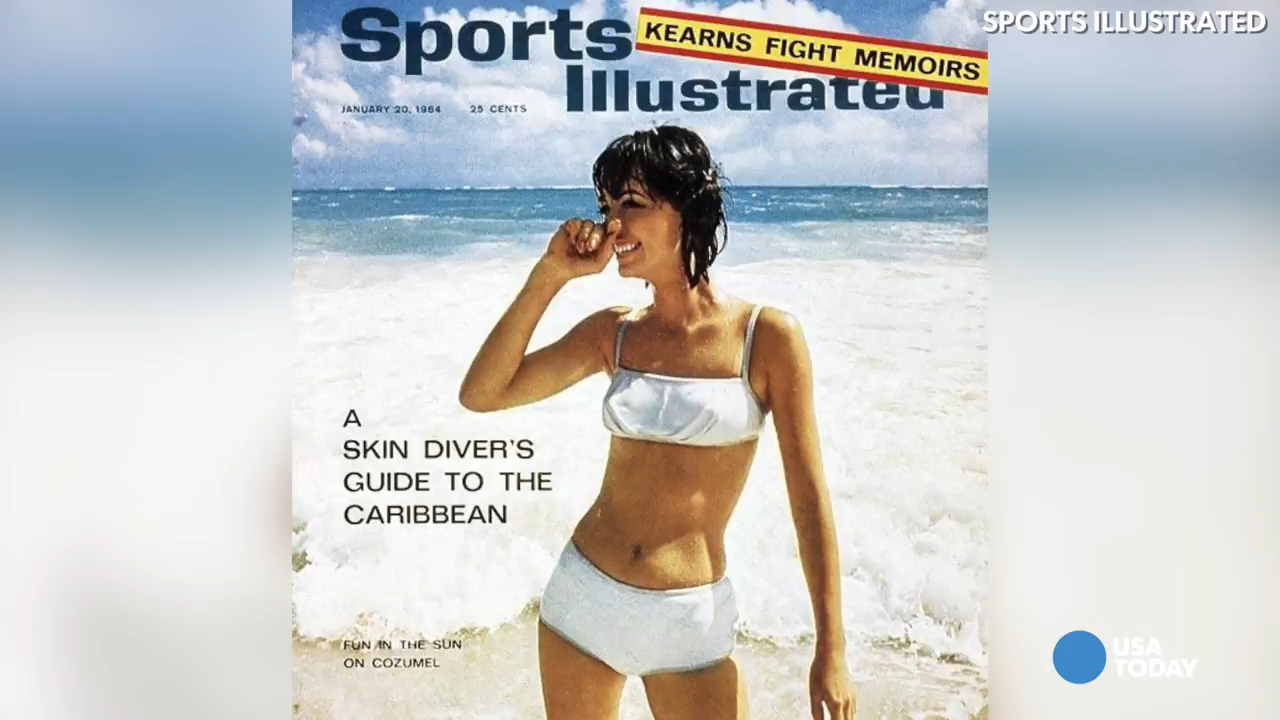 SPORTS ILLUSTRATED
Sports
Illustrated
KEARNS FIGHT MEMOIRS
JANUARY 20, 1964 25 CENTS
A
SKIN DIVER'S
GUIDE TO THE
CARIBBEAN
FUN IN THE SUN
ON COZUMEL
USA
TODAY